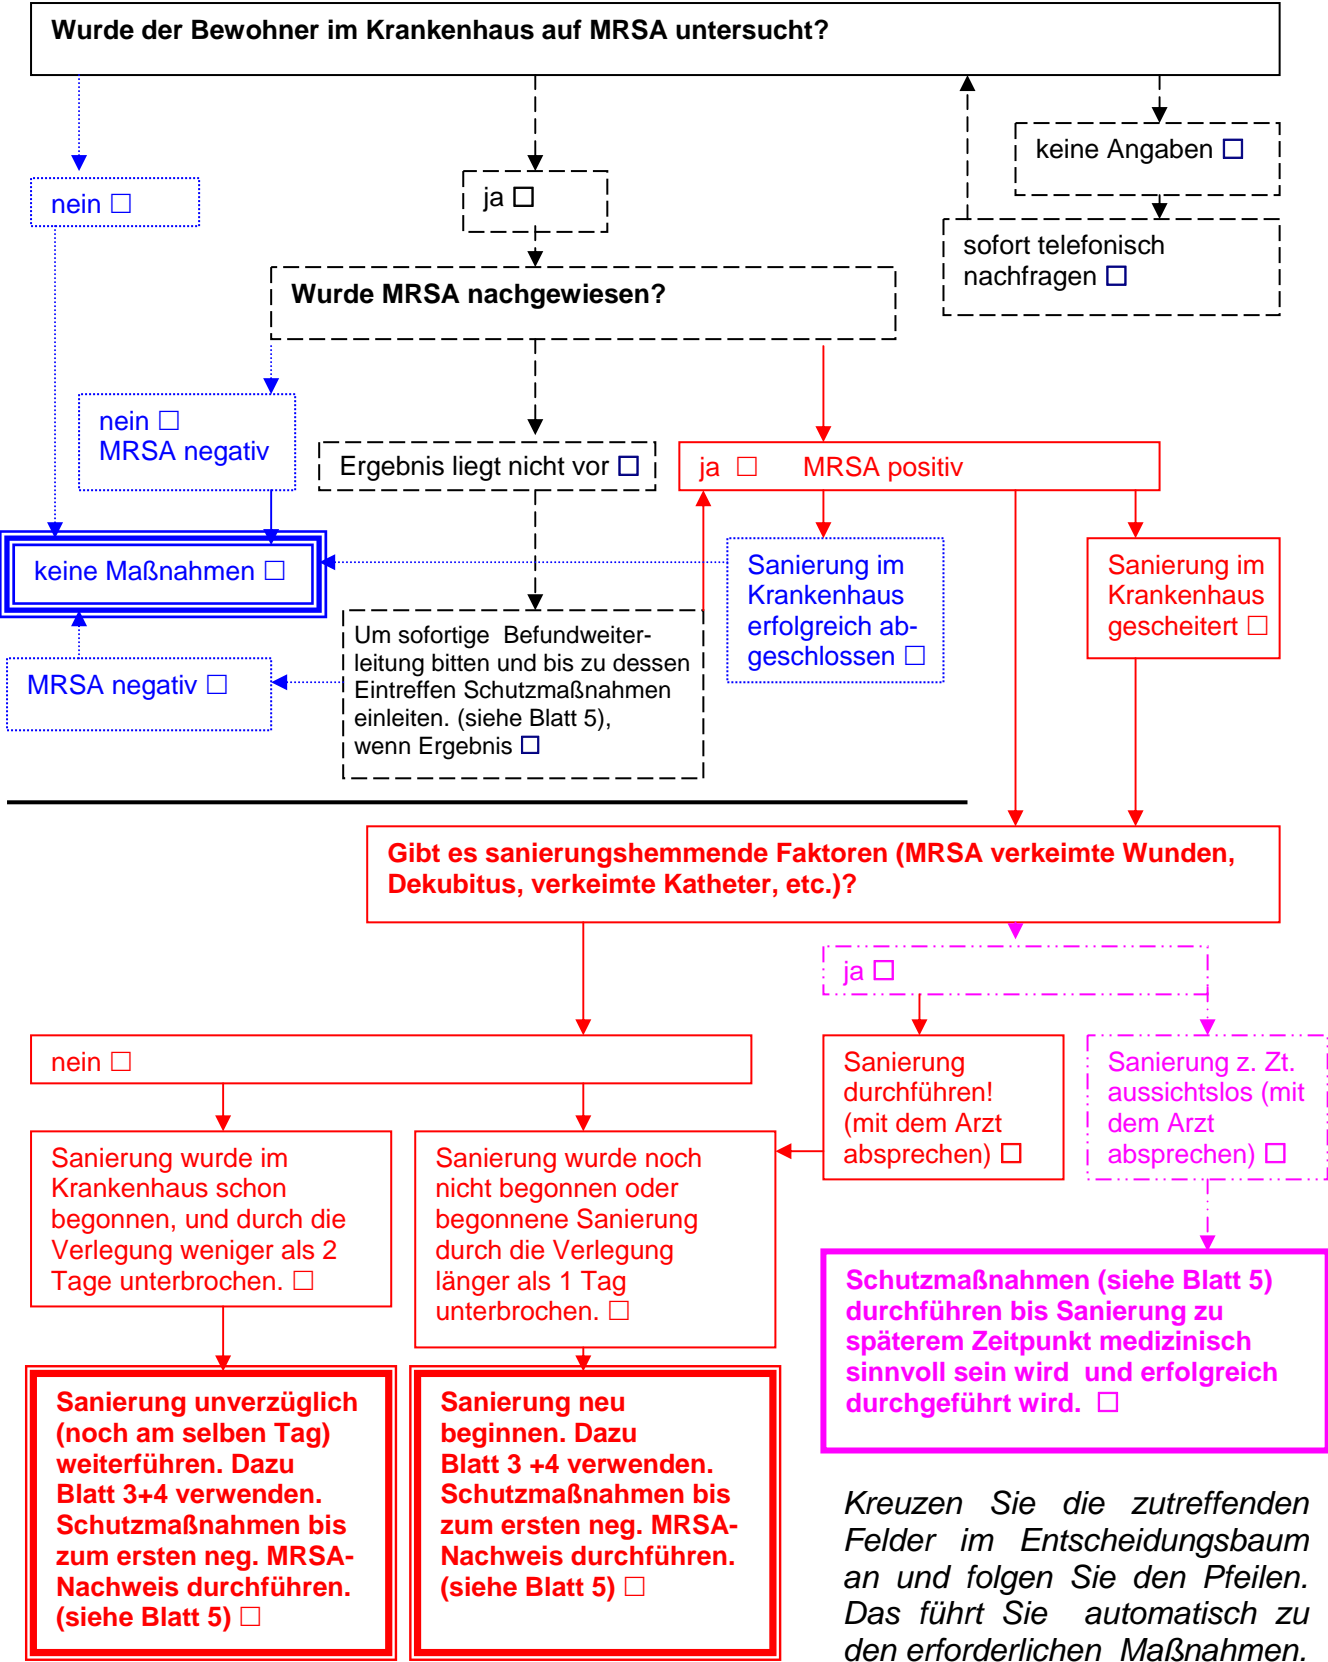 Wurde der Bewohner im Krankenhaus auf MRSA untersucht?
keine Angaben ☐
nein ☐
ja ☐
sofort telefonisch
nachfragen ☐
Wurde MRSA nachgewiesen?
nein ☐
MRSA negativ
Ergebnis liegt nicht vor ☐
ja ☐ MRSA positiv
keine Maßnahmen ☐
Sanierung im
Krankenhaus
erfolgreich ab-
geschlossen ☐
Sanierung im
Krankenhaus
gescheitert ☐
Um sofortige Befundweiter-
leitung bitten und bis zu dessen
Eintreffen Schutzmaßnahmen
einleiten. (siehe Blatt 5),
wenn Ergebnis ☐
MRSA negativ ☐
Gibt es sanierungshemmende Faktoren (MRSA verkeimte Wunden,
Dekubitus, verkeimte Katheter, etc.)?
ja ☐
nein ☐
Sanierung
durchführen!
(mit dem Arzt
absprechen) ☐
Sanierung z. Zt.
aussichtslos (mit
dem Arzt
absprechen) ☐
Sanierung wurde im
Krankenhaus schon
begonnen, und durch die
Verlegung weniger als 2
Tage unterbrochen. ☐
Sanierung wurde noch
nicht begonnen oder
begonnene Sanierung
durch die Verlegung
länger als 1 Tag
unterbrochen. ☐
Schutzmaßnahmen (siehe Blatt 5)
durchführen bis Sanierung zu
späterem Zeitpunkt medizinisch
sinnvoll sein wird und erfolgreich
durchgeführt wird. ☐
Sanierung unverzüglich
(noch am selben Tag)
weiterführen. Dazu
Blatt 3+4 verwenden.
Schutzmaßnahmen bis
zum ersten neg. MRSA-
Nachweis durchführen.
(siehe Blatt 5) ☐
Sanierung neu
beginnen. Dazu
Blatt 3 +4 verwenden.
Schutzmaßnahmen bis
zum ersten neg. MRSA-
Nachweis durchführen.
(siehe Blatt 5) ☐
Kreuzen Sie die zutreffenden
Felder im Entscheidungsbaum
an und folgen Sie den Pfeilen.
Das führt Sie automatisch zu
den erforderlichen Maßnahmen.